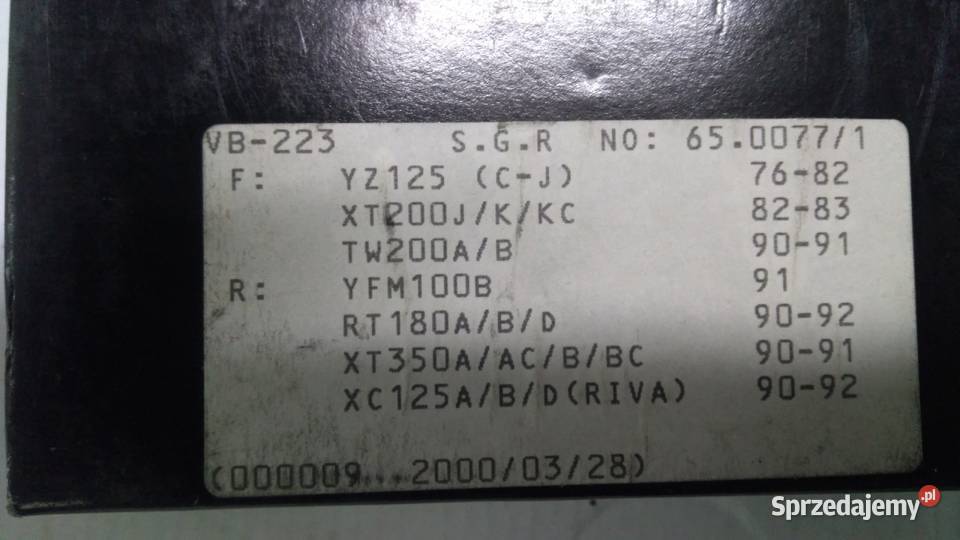 VB-223 S.G.R NO: 65.0077/1
F: YZ125 (C-J) 76-82
XT200J/K/KC 82-83
TW200A/B 90-91
R: YFM100B 91
RT180A/B/D 90-92
XT350A/AC/B/BC 90-91
XC125A/B/D(RIVA) 90-92
(000009...2000/03/28)
Sprzedajemy.pl